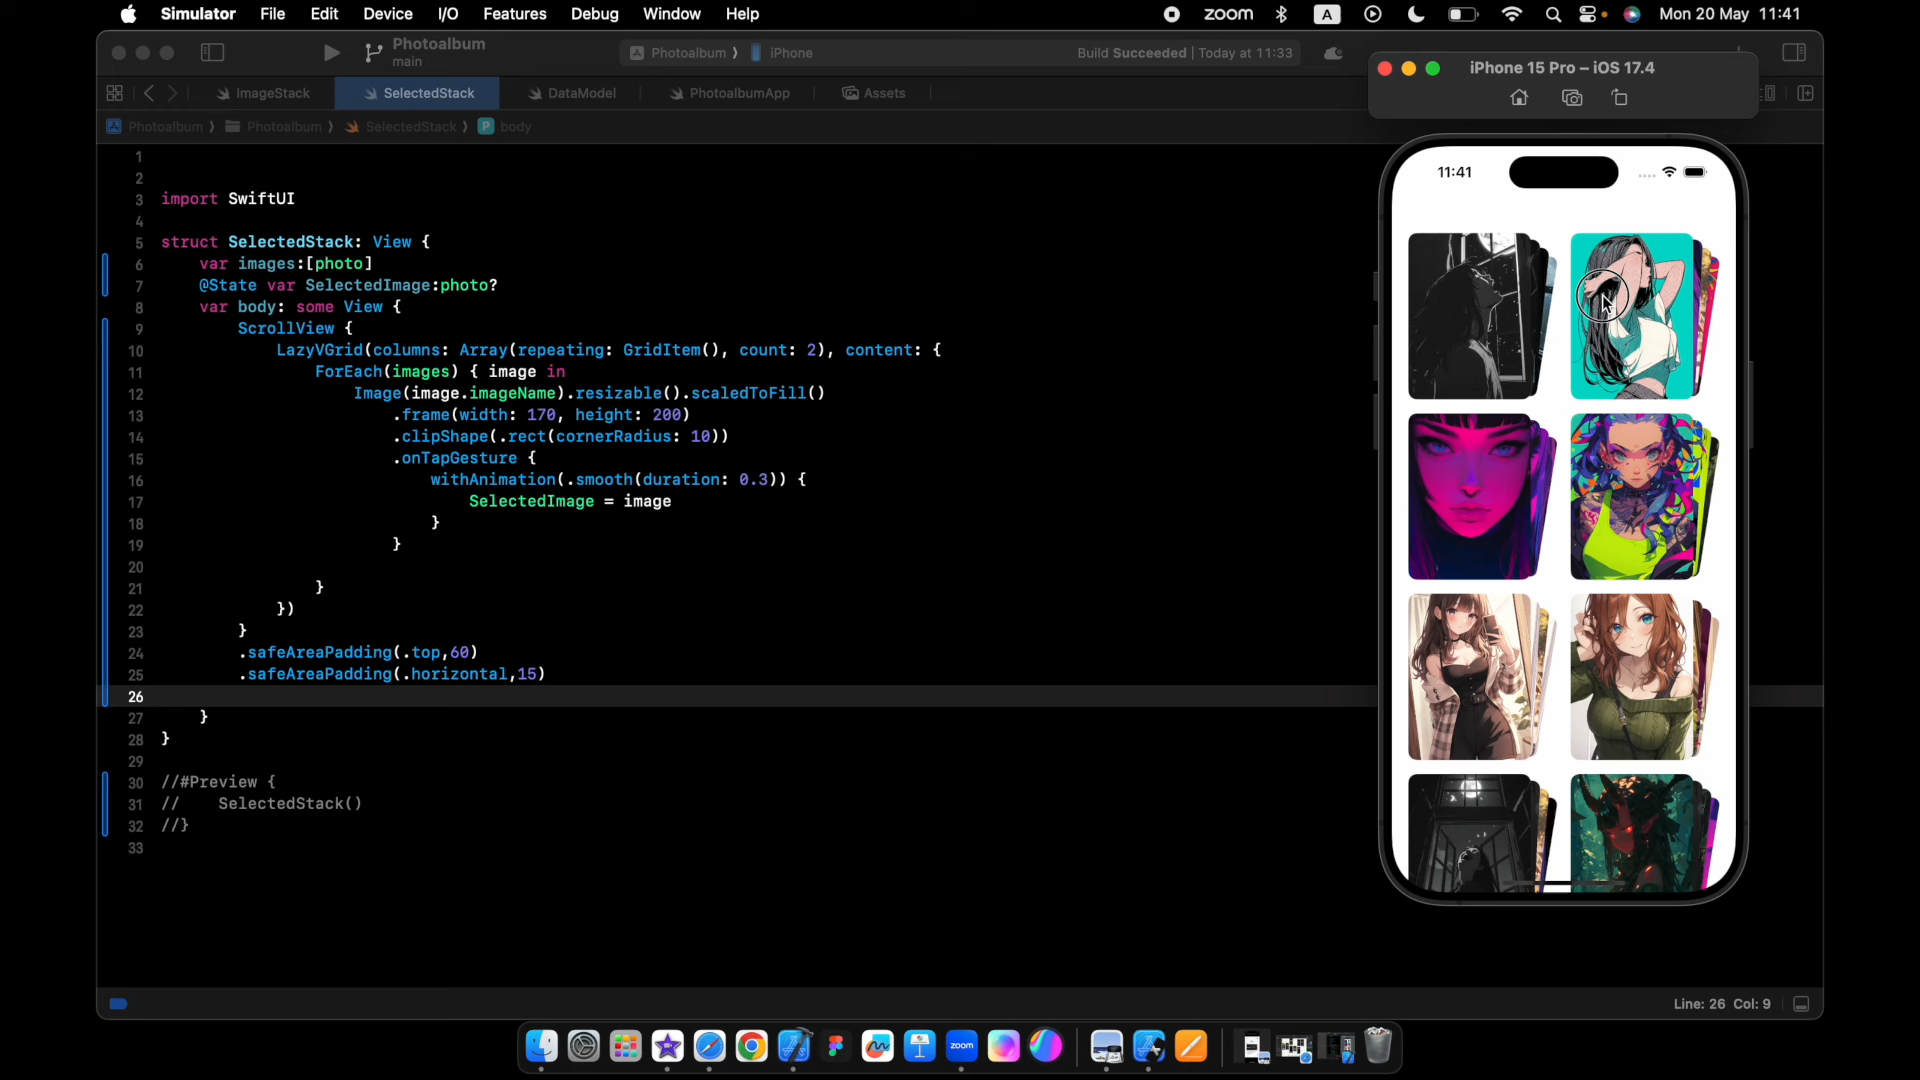 Simulator File Edit Device I/O Features Debug Window Help zoom A Mon 20 May 11:41
Photoalbum
main
Photoalbum 〉 iPhone Build Succeeded | Today at 11:33
iPhone 15 Pro – iOS 17.4
ImageStack SelectedStack DataModel PhotoalbumApp Assets
Photoalbum 〉 Photoalbum 〉 SelectedStack 〉 P body
11:41
1
2
3 import SwiftUI
4
5 struct SelectedStack: View {
6 var images:[photo]
7 @State var SelectedImage:photo?
8 var body: some View {
9 ScrollView {
10 LazyVGrid(columns: Array(repeating: GridItem(), count: 2), content: {
11 ForEach(images) { image in
12 Image(image.imageName).resizable().scaledToFill()
13 .frame(width: 170, height: 200)
14 .clipShape(.rect(cornerRadius: 10))
15 .onTapGesture {
16 withAnimation(.smooth(duration: 0.3)) {
17 SelectedImage = image
18 }
19 }
20
21 }
22 })
23 }
24 .safeAreaPadding(.top,60)
25 .safeAreaPadding(.horizontal,15)
26
27 }
28 }
29
30 //#Preview {
31 // SelectedStack()
32 //}
33
Line: 26 Col: 9
zoom